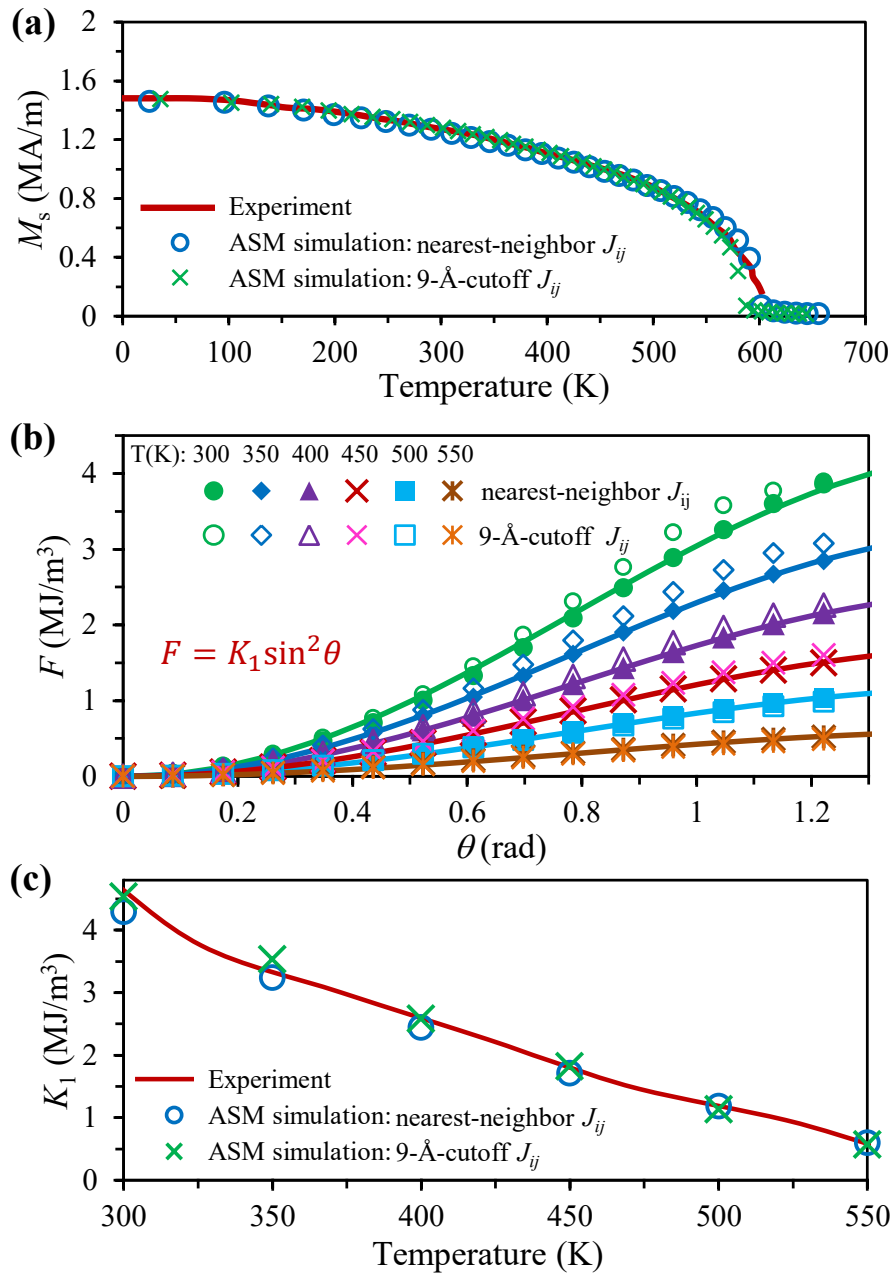 (a)
2
1.6
1.2
0.8
0.4
0
Mₛ (MA/m)
Experiment
ASM simulation: nearest-neighbor Jᵢⱼ
ASM simulation: 9-Å-cutoff Jᵢⱼ
0 100 200 300 400 500 600 700
Temperature (K)
(b)
T(K): 300 350 400 450 500 550
nearest-neighbor Jᵢⱼ
9-Å-cutoff Jᵢⱼ
F = K₁sin²θ
4
3
2
1
0
F (MJ/m³)
0 0.2 0.4 0.6 0.8 1 1.2
θ (rad)
(c)
4
3
2
1
0
K₁ (MJ/m³)
Experiment
ASM simulation: nearest-neighbor Jᵢⱼ
ASM simulation: 9-Å-cutoff Jᵢⱼ
300 350 400 450 500 550
Temperature (K)